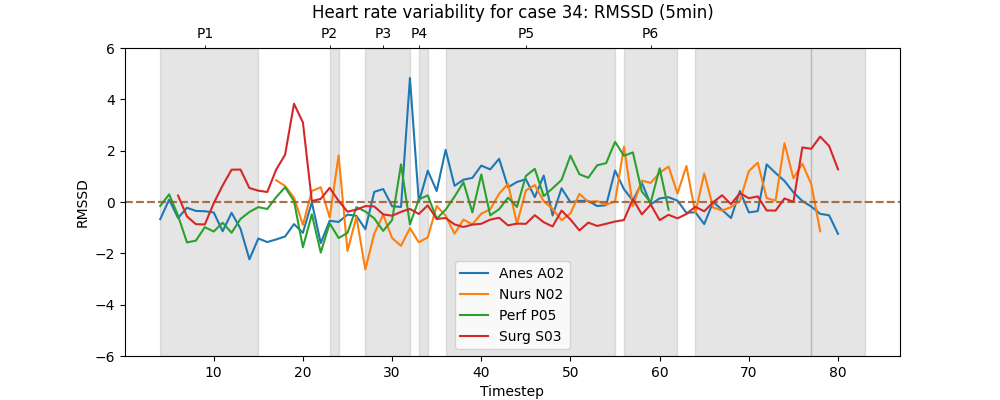 Heart rate variability for case 34: RMSSD (5min)
P1 P2 P3 P4 P5 P6
6
4
2
0
−2
−4
−6
RMSSD
Anes A02
Nurs N02
Perf P05
Surg S03
10 20 30 40 50 60 70 80
Timestep